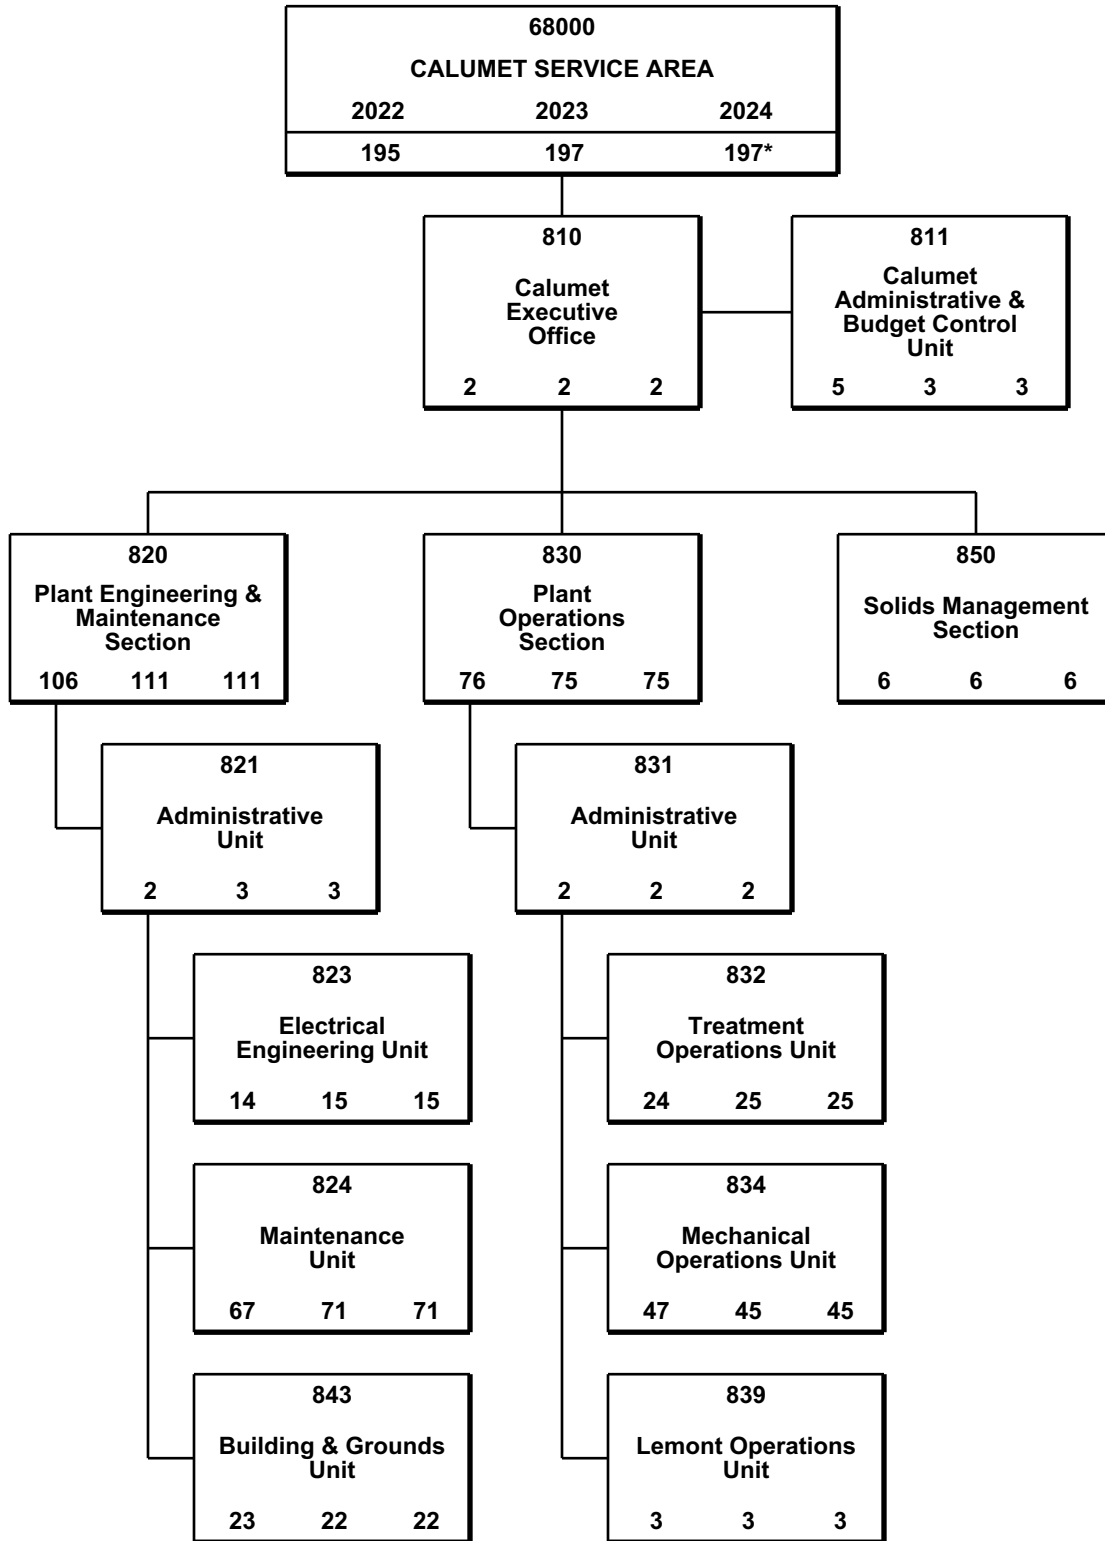 68000
CALUMET SERVICE AREA
2022 2023 2024
195 197 197*
810
Calumet
Executive
Office
2 2 2
811
Calumet
Administrative &
Budget Control
Unit
5 3 3
820
Plant Engineering &
Maintenance
Section
106 111 111
830
Plant
Operations
Section
76 75 75
850
Solids Management
Section
6 6 6
821
Administrative
Unit
2 3 3
831
Administrative
Unit
2 2 2
823
Electrical
Engineering Unit
14 15 15
832
Treatment
Operations Unit
24 25 25
824
Maintenance
Unit
67 71 71
834
Mechanical
Operations Unit
47 45 45
843
Building & Grounds
Unit
23 22 22
839
Lemont Operations
Unit
3 3 3